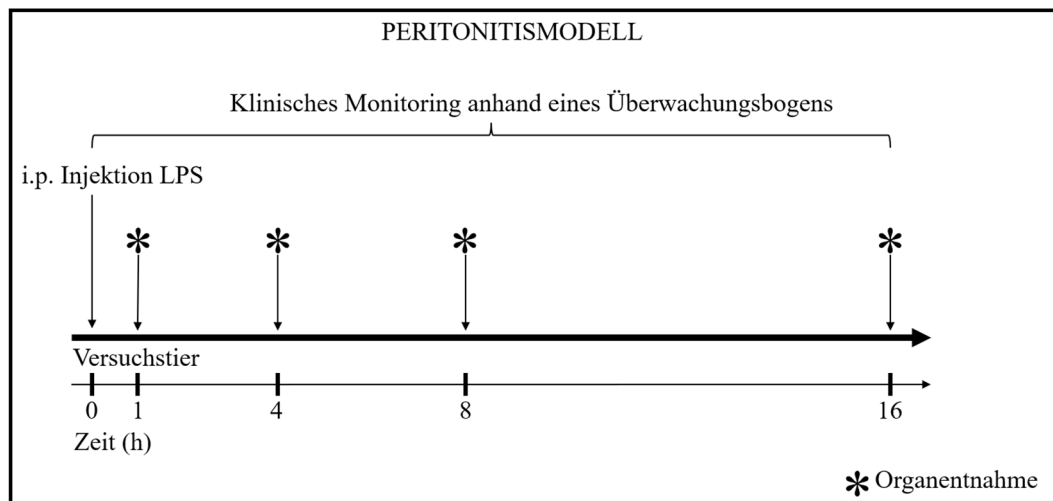 PERITONITISMODELL
Klinisches Monitoring anhand eines Überwachungsbogens
i.p. Injektion LPS
* * * *
Versuchstier
0 1 4 8 16
Zeit (h)
* Organentnahme